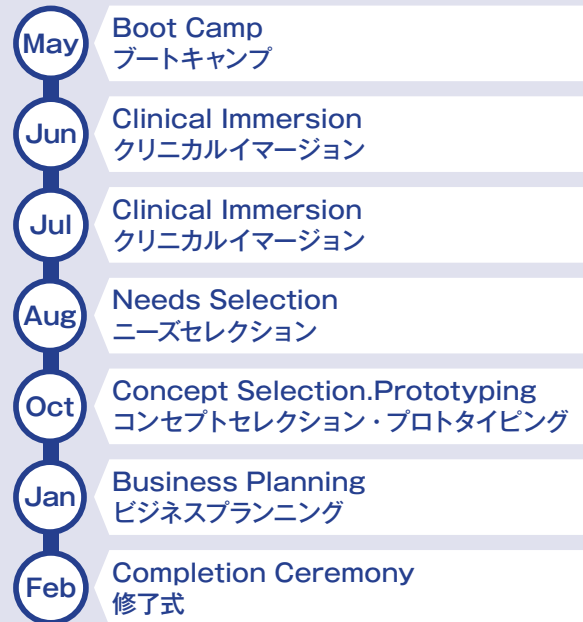 May
Boot Camp
ブートキャンプ
Jun
Clinical Immersion
クリニカルイマージョン
Jul
Clinical Immersion
クリニカルイマージョン
Aug
Needs Selection
ニーズセレクション
Oct
Concept Selection.Prototyping
コンセプトセレクション・プロトタイピング
Jan
Business Planning
ビジネスプランニング
Feb
Completion Ceremony
修了式